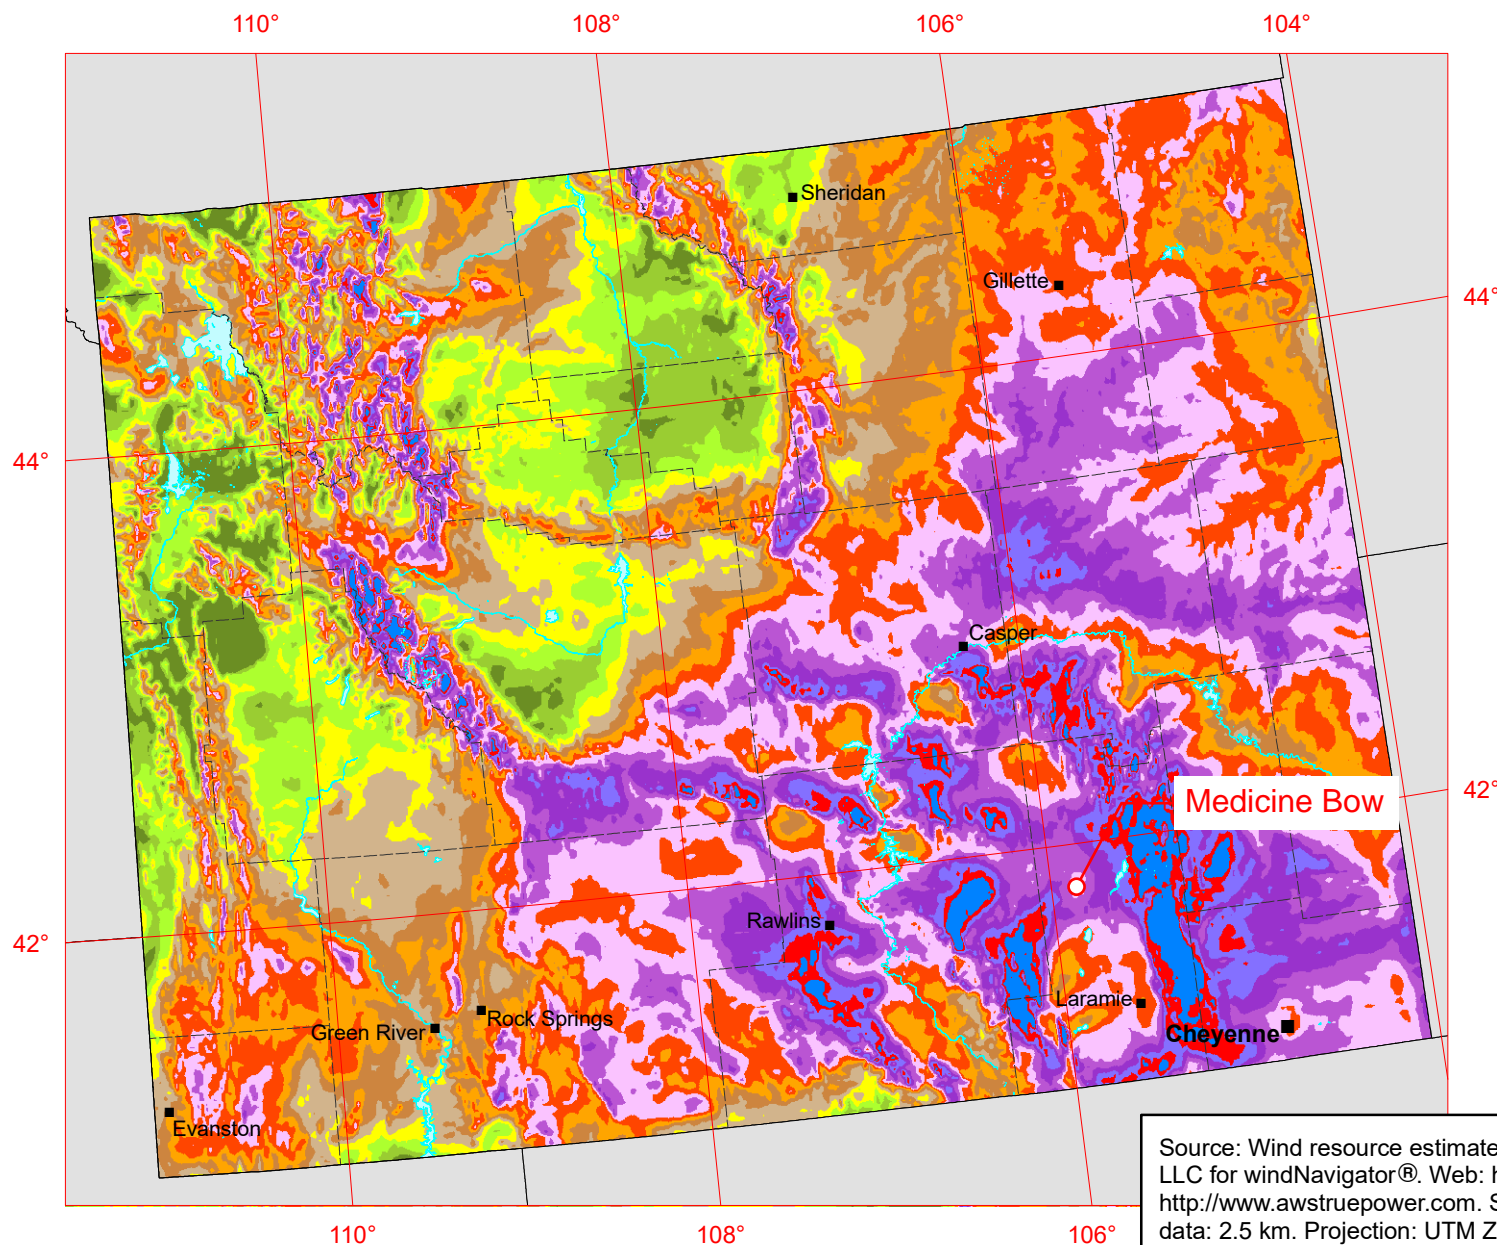 110° 108° 106° 104°
Sheridan
Gillette
44°
44°
Casper
Medicine Bow
42°
Rawlins
42°
Laramie
Rock Springs
Green River
Cheyenne
Evanston
Source: Wind resource estimate
LLC for windNavigator®. Web: h
http://www.awstruepower.com. S
data: 2.5 km. Projection: UTM Z
110° 108° 106°